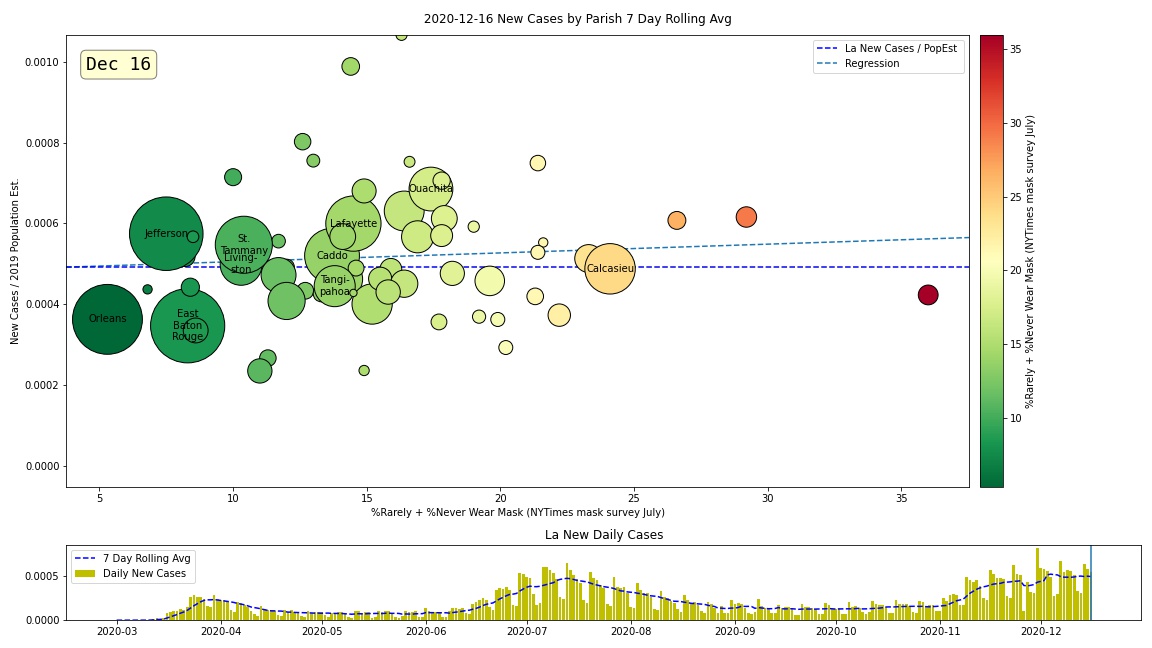 2020-12-16 New Cases by Parish 7 Day Rolling Avg
Dec 16
La New Cases / PopEst
Regression
New Cases / 2019 Population Est.
0.0010
0.0008
0.0006
0.0004
0.0002
0.0000
Jefferson
St.
Tammany
Living-
ston
Orleans
East
Baton
Rouge
Lafayette
Caddo
Tangi-
pahoa
Ouachita
Calcasieu
5
10
15
20
25
30
35
%Rarely + %Never Wear Mask (NYTimes mask survey July)
35
30
25
20
15
10
%Rarely + %Never Wear Mask (NYTimes mask survey July)
La New Daily Cases
7 Day Rolling Avg
Daily New Cases
0.0005
0.0000
2020-03
2020-04
2020-05
2020-06
2020-07
2020-08
2020-09
2020-10
2020-11
2020-12